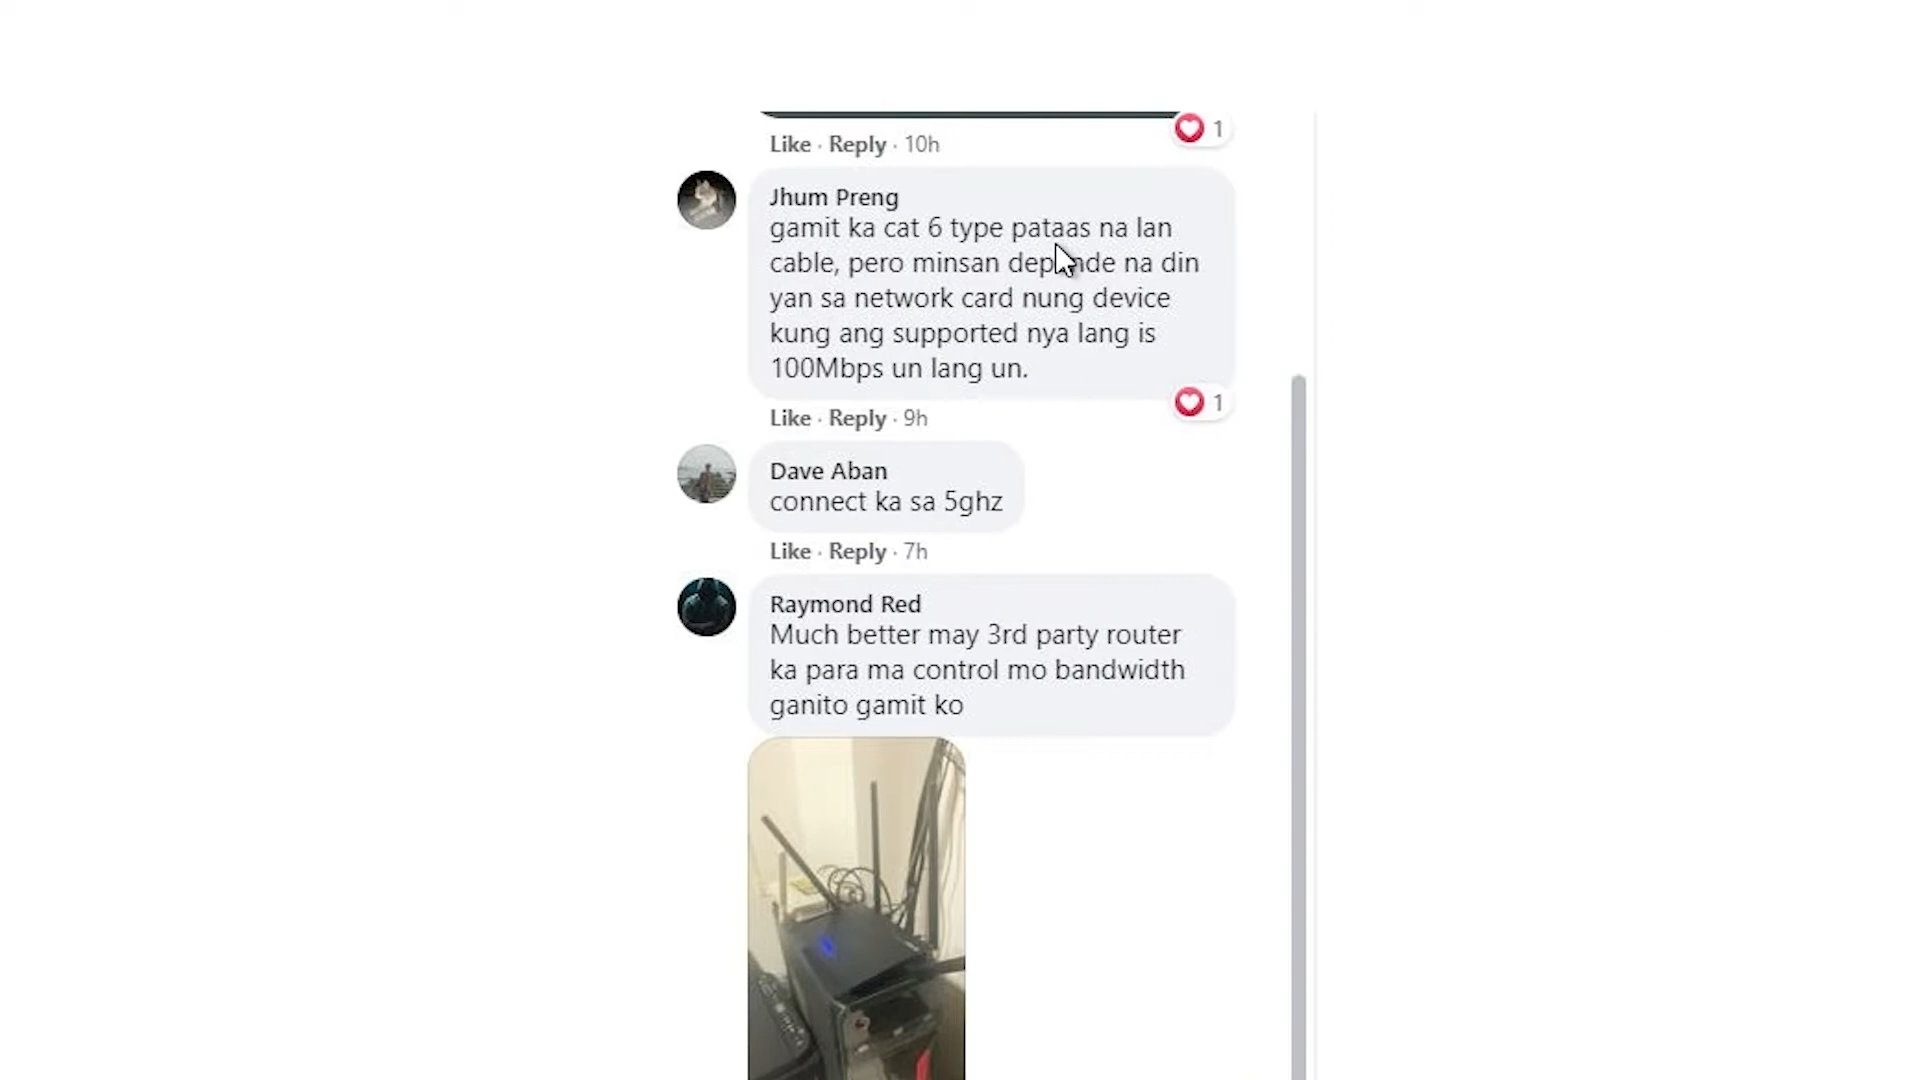 Like · Reply · 10h
1
Jhum Preng
gamit ka cat 6 type pataas na lan
cable, pero minsan depende na din
yan sa network card nung device
kung ang supported nya lang is
100Mbps un lang un.
1
Like · Reply · 9h
Dave Aban
connect ka sa 5ghz
Like · Reply · 7h
Raymond Red
Much better may 3rd party router
ka para ma control mo bandwidth
ganito gamit ko